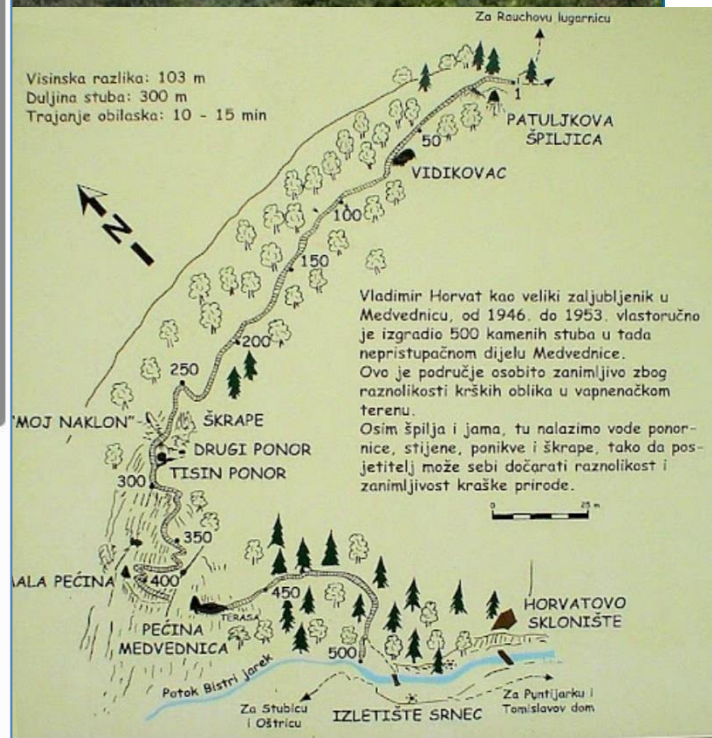 Za Rauchovu lugarnicu
Visinska razlika: 103 m
Duljina stuba: 300 m
Trajanje obilaska: 10 - 15 min
1
PATULJKOVA
ŠPILJICA
50
VIDIKOVAC
N
100
150
Vladimir Horvat kao veliki zaljubljenik u
Medvednicu, od 1946. do 1953. vlastoručno
je izgradio 500 kamenih stuba u tada
nepristupačnom dijelu Medvednice.
Ovo je područje osobito zanimljivo zbog
raznolikosti krških oblika u vapnenačkom
terenu.
Osim špilja i jama, tu nalazimo vode ponor-
nice, stijene, ponikve i škrape, tako da pos-
jetitelj može sebi dočarati raznolikost i
zanimljivost kraške prirode.
200
250
"MOJ NAKLON"
ŠKRAPE
DRUGI PONOR
TISIN PONOR
300
0
25 m
350
ALA PEĆINA
400
450
TERASA
PEĆINA
MEDVEDNICA
HORVATOVO
SKLONIŠTE
500
Potok Bistri jarek
Za Stubicu
i Oštricu
IZLETIŠTE SRNEC
Za Puntijarku i
Tomislavov dom